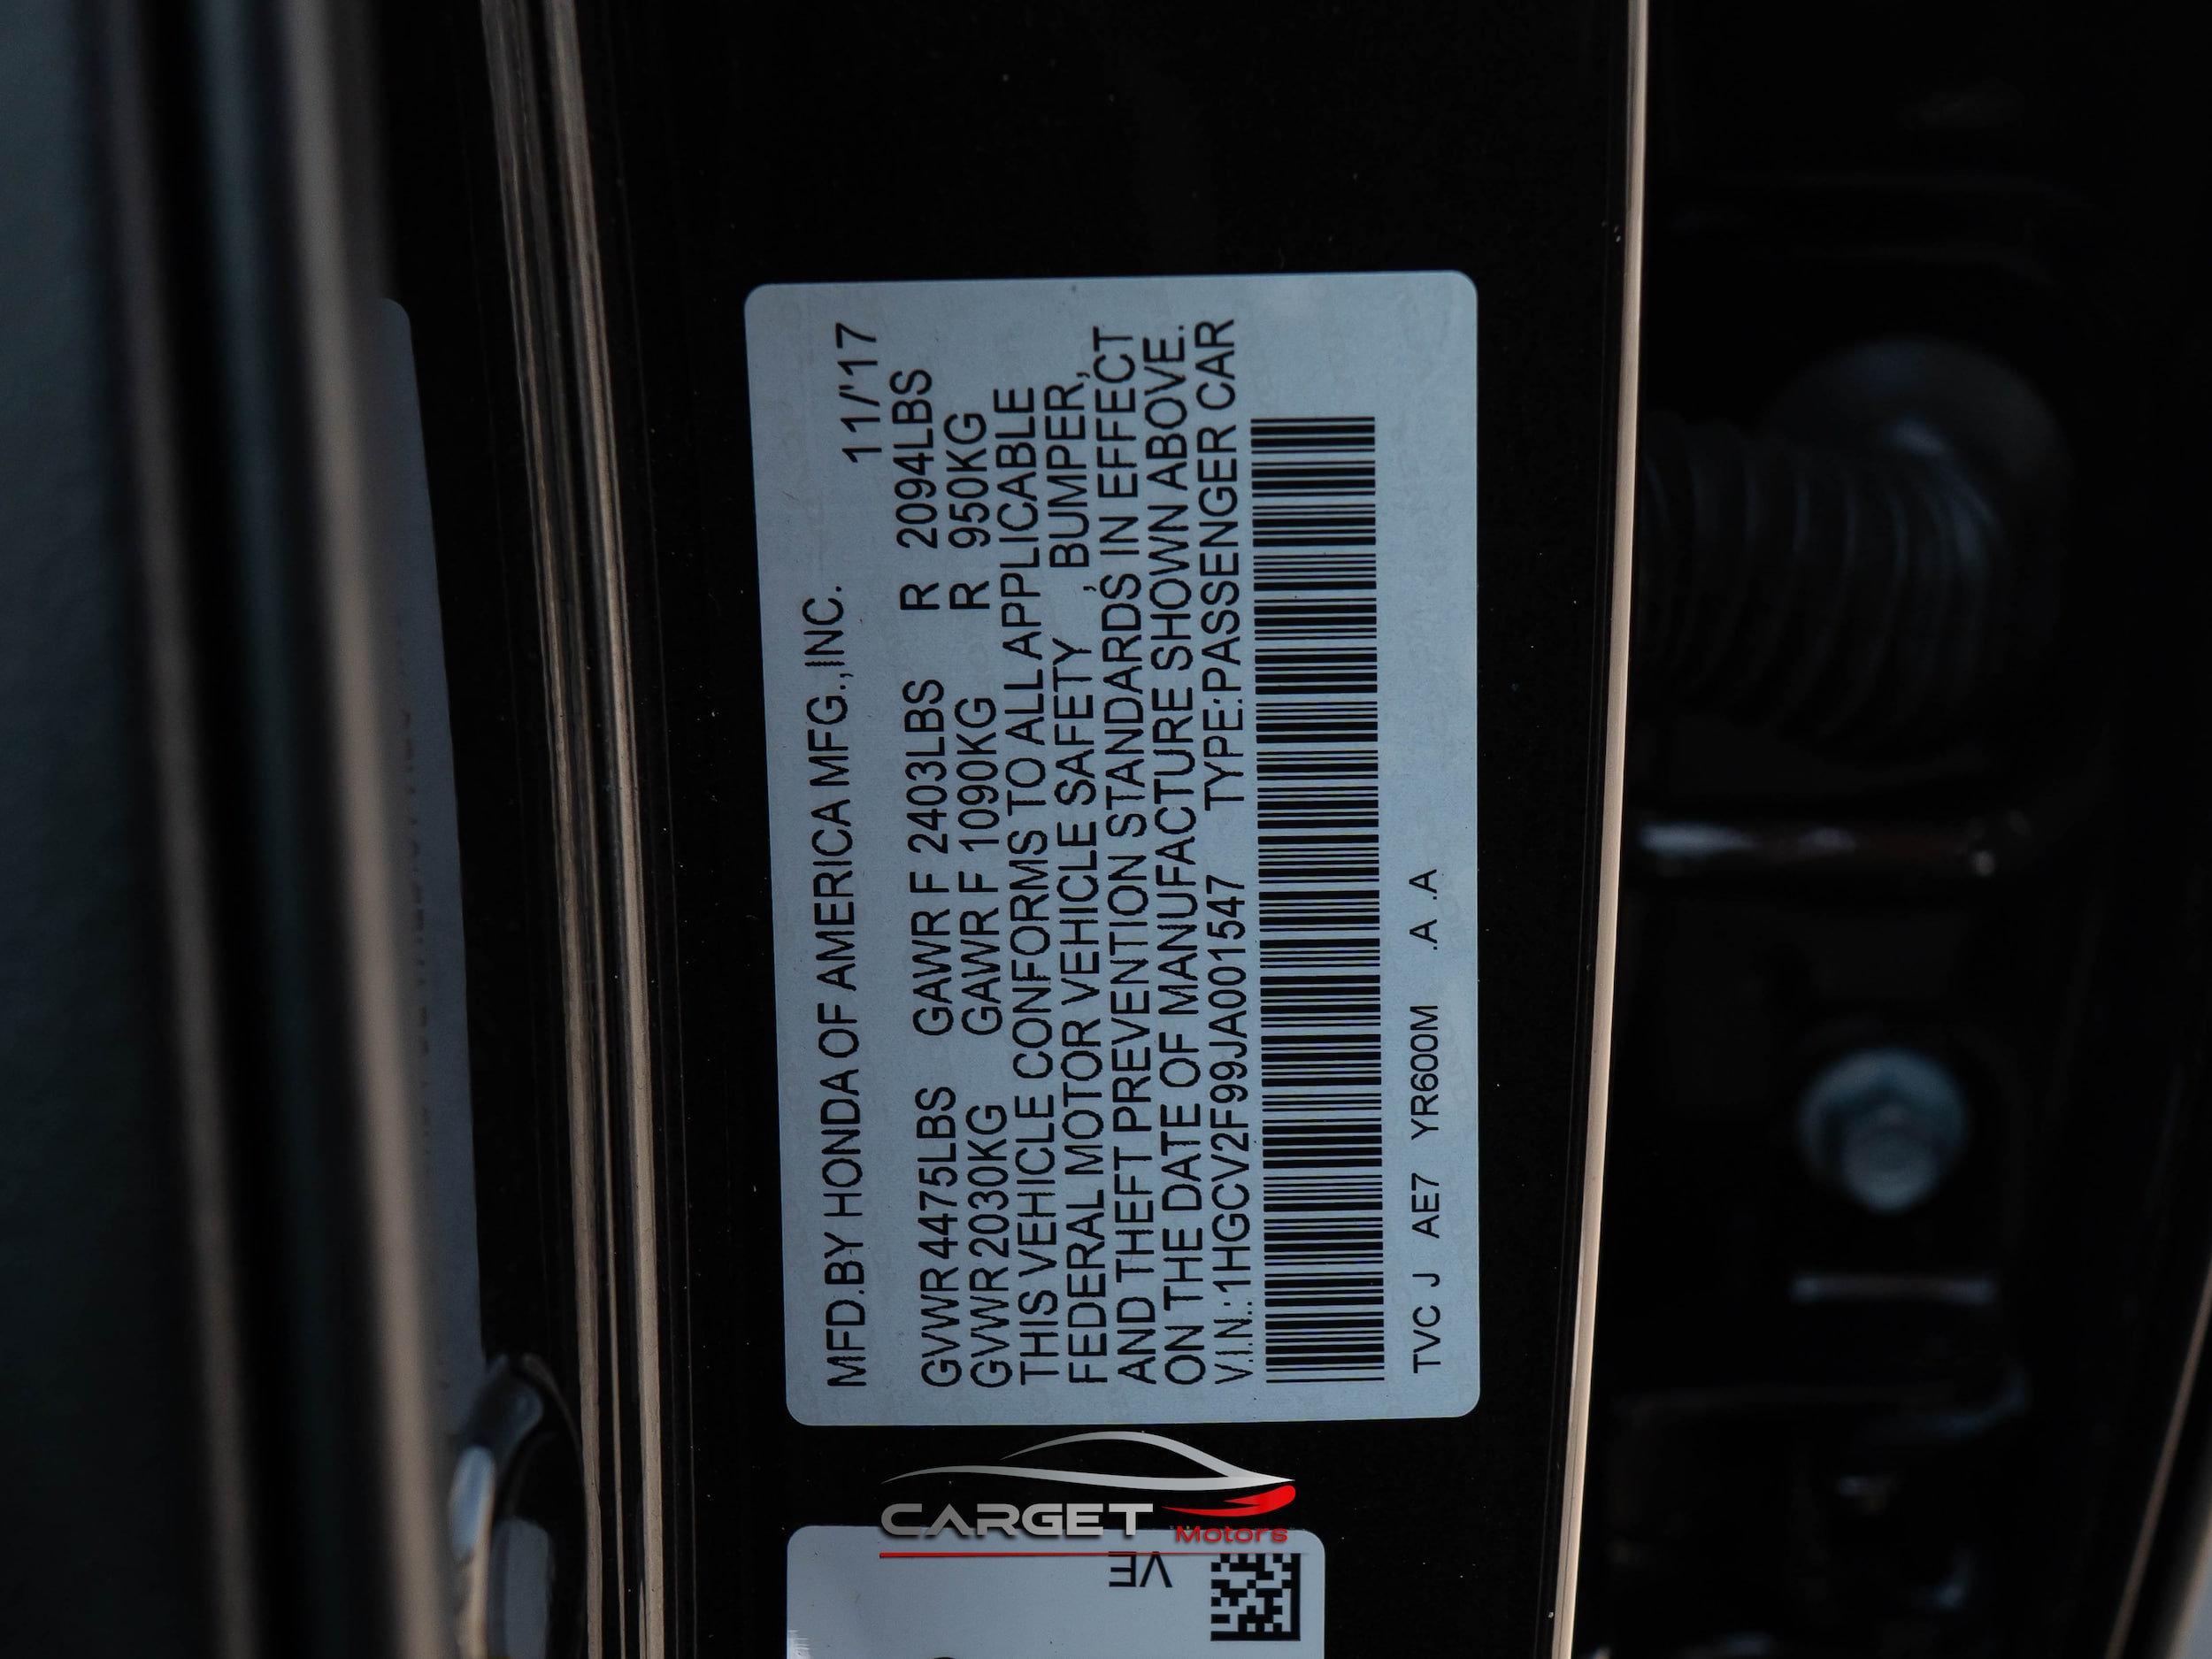 MFD.BY HONDA OF AMERICA MFG.,INC. 11/'17
GVWR 4475LBS GAWR F 2403LBS R 2094LBS
GVWR 2030KG GAWR F 1090KG R 950KG
THIS VEHICLE CONFORMS TO ALL APPLICABLE
FEDERAL MOTOR VEHICLE SAFETY , BUMPER,
AND THEFT PREVENTION STANDARDS IN EFFECT
ON THE DATE OF MANUFACTURE SHOWN ABOVE.
V.I.N.:1HGCV2F99JA001547 TYPE:PASSENGER CAR
TVC J AE7 YR600M .A .A
CARGET
Motors
VE